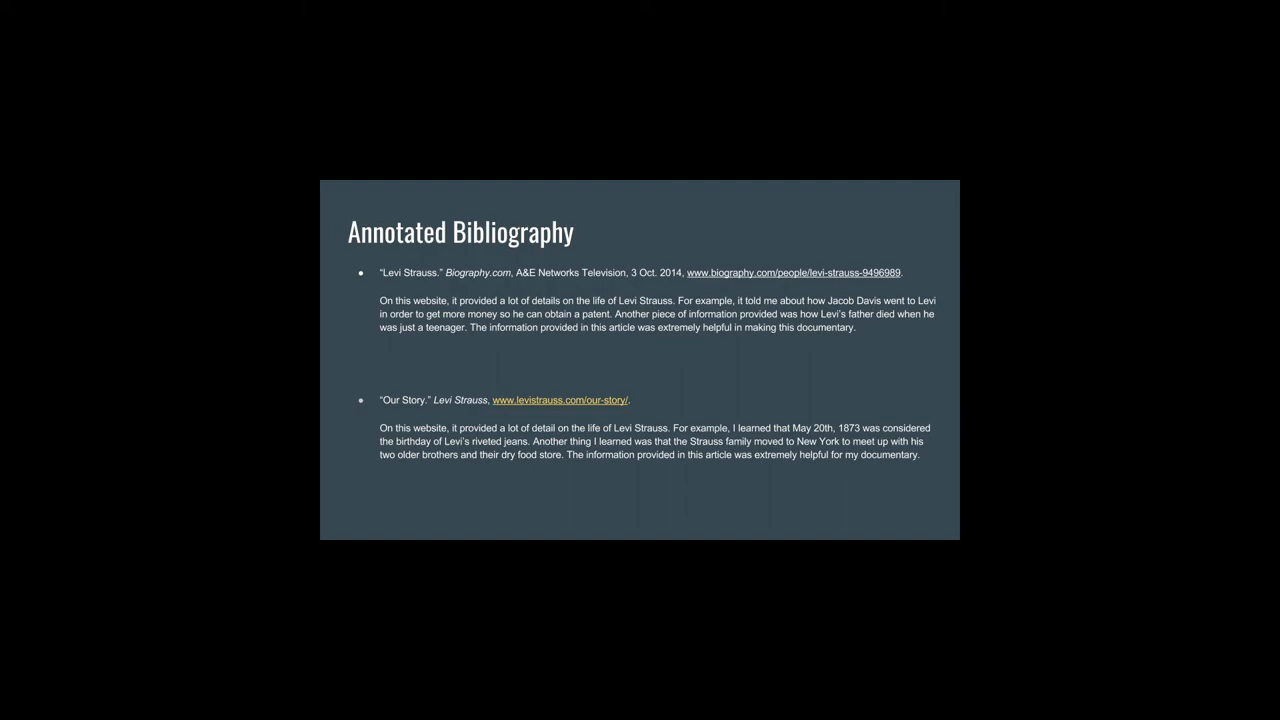 Annotated Bibliography
● “Levi Strauss.” Biography.com, A&E Networks Television, 3 Oct. 2014, www.biography.com/people/levi-strauss-9496989.
On this website, it provided a lot of details on the life of Levi Strauss. For example, it told me about how Jacob Davis went to Levi
in order to get more money so he can obtain a patent. Another piece of information provided was how Levi’s father died when he
was just a teenager. The information provided in this article was extremely helpful in making this documentary.
● “Our Story.” Levi Strauss, www.levistrauss.com/our-story/.
On this website, it provided a lot of detail on the life of Levi Strauss. For example, I learned that May 20th, 1873 was considered
the birthday of Levi’s riveted jeans. Another thing I learned was that the Strauss family moved to New York to meet up with his
two older brothers and their dry food store. The information provided in this article was extremely helpful for my documentary.